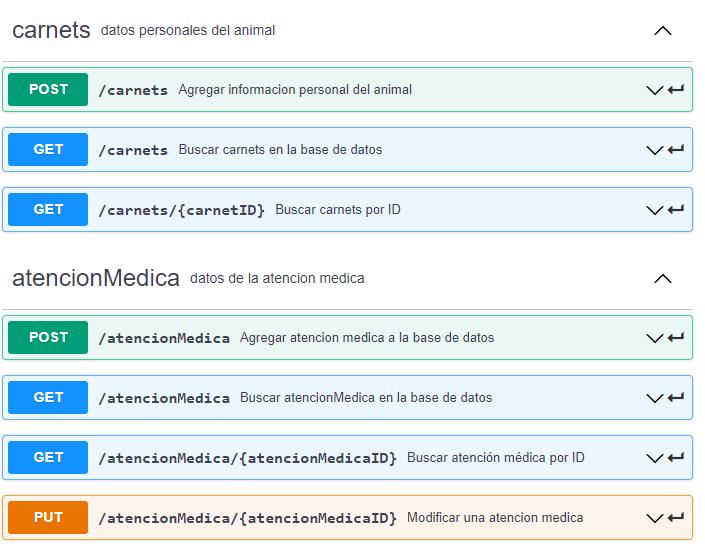 carnets datos personales del animal
POST /carnets Agregar informacion personal del animal
GET /carnets Buscar carnets en la base de datos
GET /carnets/{carnetID} Buscar carnets por ID
atencionMedica datos de la atencion medica
POST /atencionMedica Agregar atencion medica a la base de datos
GET /atencionMedica Buscar atencionMedica en la base de datos
GET /atencionMedica/{atencionMedicaID} Buscar atención médica por ID
PUT /atencionMedica/{atencionMedicaID} Modificar una atencion medica